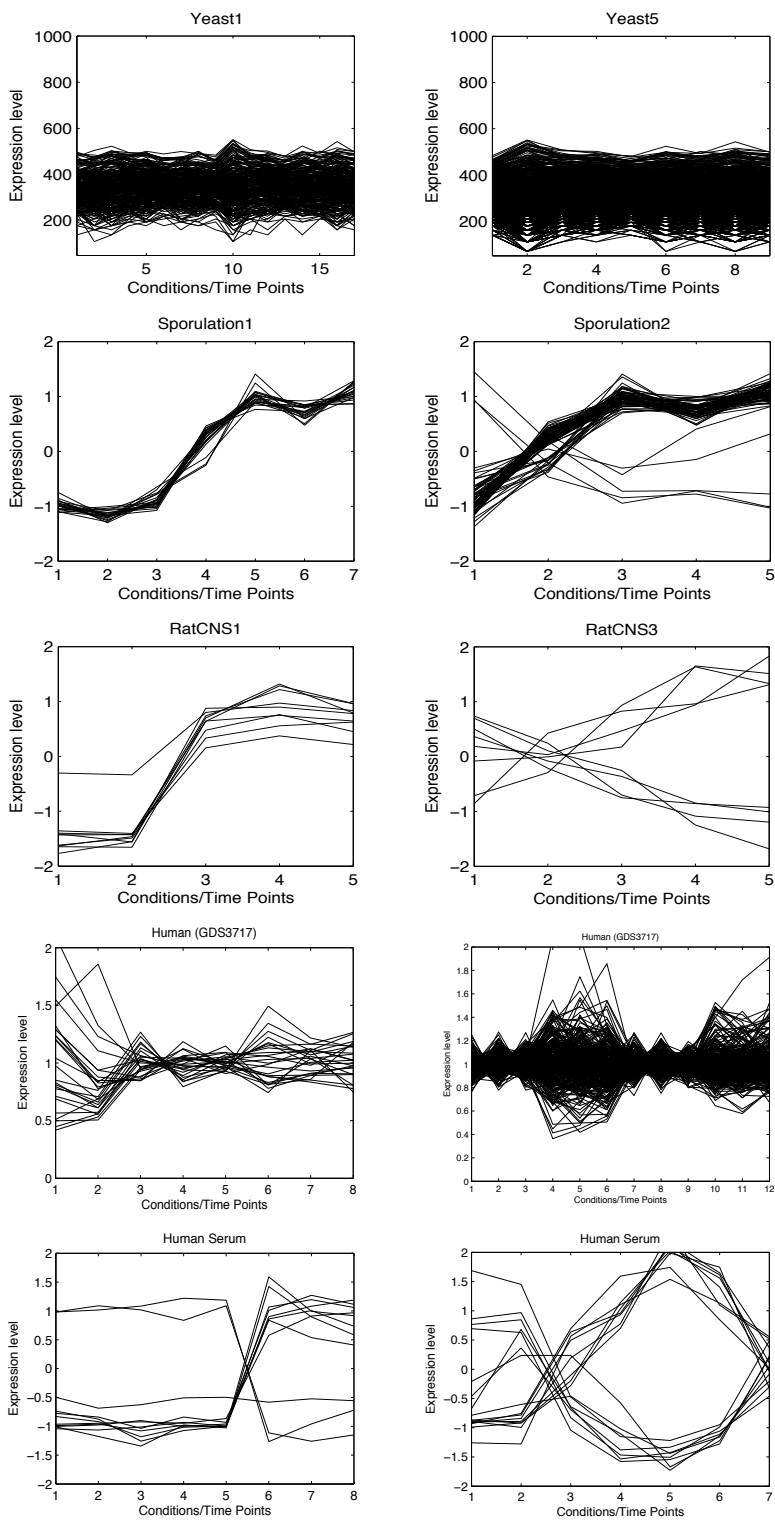 Yeast1
1000
800
600
400
200
Expression level
5 10 15
Conditions/Time Points
Yeast5
1000
800
600
400
200
Expression level
2 4 6 8
Conditions/Time Points
Sporulation1
2
1
0
−1
−2
Expression level
1 2 3 4 5 6 7
Conditions/Time Points
Sporulation2
2
1
0
−1
−2
Expression level
1 2 3 4 5
Conditions/Time Points
RatCNS1
2
1
0
−1
−2
Expression level
1 2 3 4 5
Conditions/Time Points
RatCNS3
2
1
0
−1
−2
Expression level
1 2 3 4 5
Conditions/Time Points
Human (GDS3717)
2
1.5
1
0.5
0
Expression level
1 2 3 4 5 6 7 8
Conditions/Time Points
Human (GDS3717)
2
1.8
1.6
1.4
1.2
1
0.8
0.6
0.4
0.2
0
Expression level
1 2 3 4 5 6 7 8 9 10 11 12
Conditions/Time Points
Human Serum
2
1.5
1
0.5
0
−0.5
−1
−1.5
−2
Expression level
1 2 3 4 5 6 7 8
Conditions/Time Points
Human Serum
2
1.5
1
0.5
0
−0.5
−1
−1.5
−2
Expression level
1 2 3 4 5 6 7
Conditions/Time Points